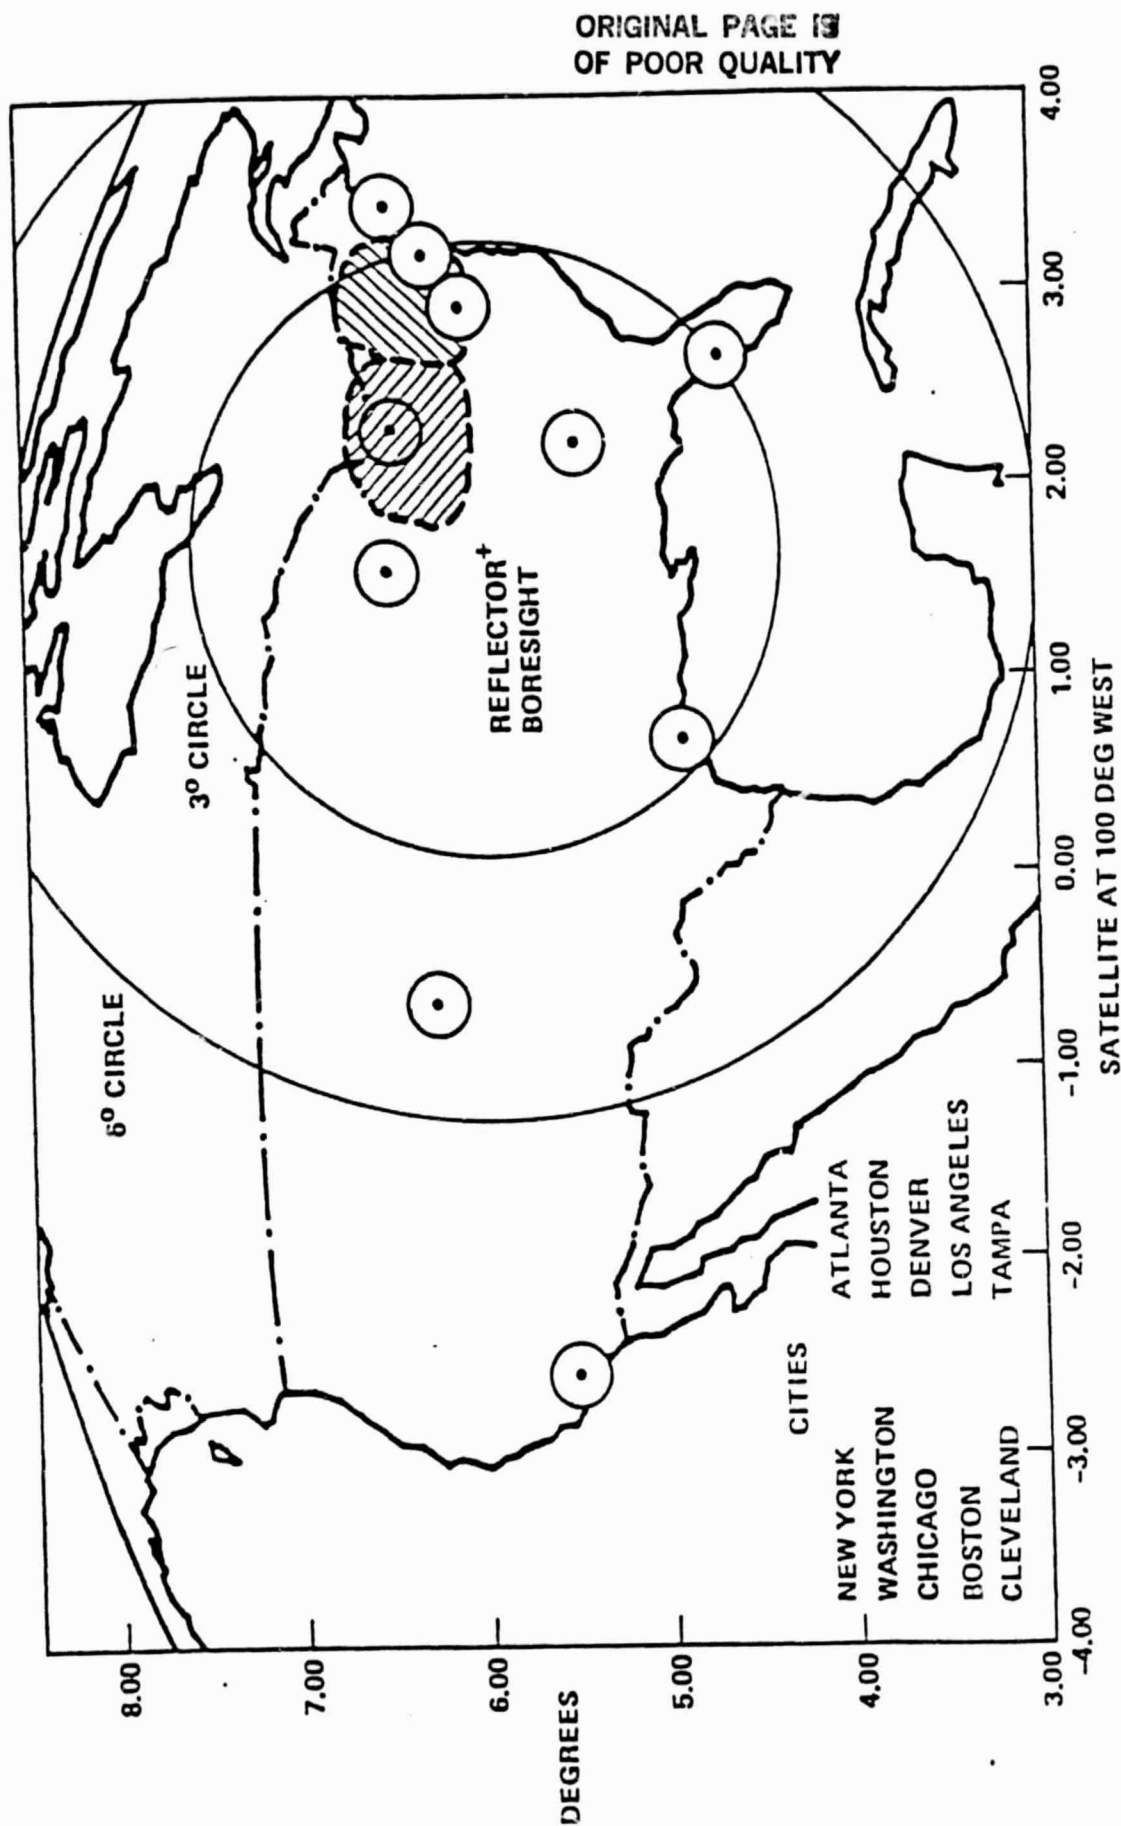 ORIGINAL PAGE IS
OF POOR QUALITY
6° CIRCLE
3° CIRCLE
REFLECTOR+
BORESIGHT
DEGREES
8.00
7.00
6.00
5.00
4.00
3.00
-4.00
-3.00
-2.00
-1.00
0.00
1.00
2.00
3.00
4.00
SATELLITE AT 100 DEG WEST
CITIES
NEW YORK
WASHINGTON
CHICAGO
BOSTON
CLEVELAND
ATLANTA
HOUSTON
DENVER
LOS ANGELES
TAMPA